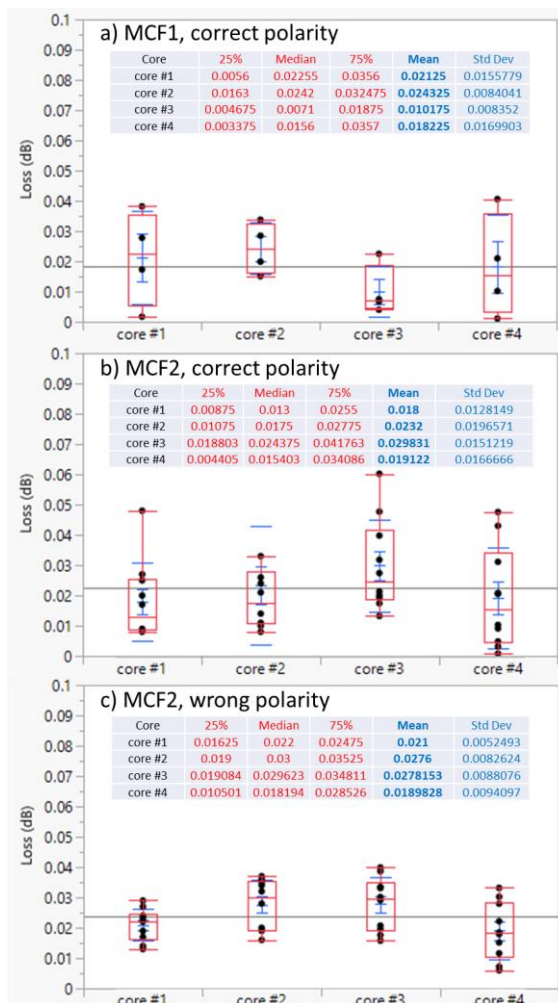 a) MCF1, correct polarity
Core 25% Median 75% Mean Std Dev
core #1 0.0056 0.02255 0.0356 0.02125 0.0155779
core #2 0.0163 0.0242 0.032475 0.024325 0.0084041
core #3 0.004675 0.0071 0.01875 0.010175 0.008352
core #4 0.003375 0.0156 0.0357 0.018225 0.0169903
Loss (dB)
0.1
0.09
0.08
0.07
0.06
0.05
0.04
0.03
0.02
0.01
0
core #1 core #2 core #3 core #4
b) MCF2, correct polarity
Core 25% Median 75% Mean Std Dev
core #1 0.00875 0.013 0.0255 0.018 0.0128149
core #2 0.01075 0.0175 0.02775 0.0232 0.0196571
core #3 0.018803 0.024375 0.041763 0.029831 0.0151219
core #4 0.004405 0.015403 0.034086 0.019122 0.0166666
Loss (dB)
0.1
0.09
0.08
0.07
0.06
0.05
0.04
0.03
0.02
0.01
0
core #1 core #2 core #3 core #4
c) MCF2, wrong polarity
Core 25% Median 75% Mean Std Dev
core #1 0.01625 0.022 0.02475 0.021 0.0052493
core #2 0.019 0.03 0.03525 0.0276 0.0082624
core #3 0.019084 0.029623 0.034811 0.0278153 0.0088076
core #4 0.010501 0.018194 0.028526 0.0189828 0.0094097
Loss (dB)
0.1
0.09
0.08
0.07
0.06
0.05
0.04
0.03
0.02
0.01
0
core #1 core #2 core #3 core #4